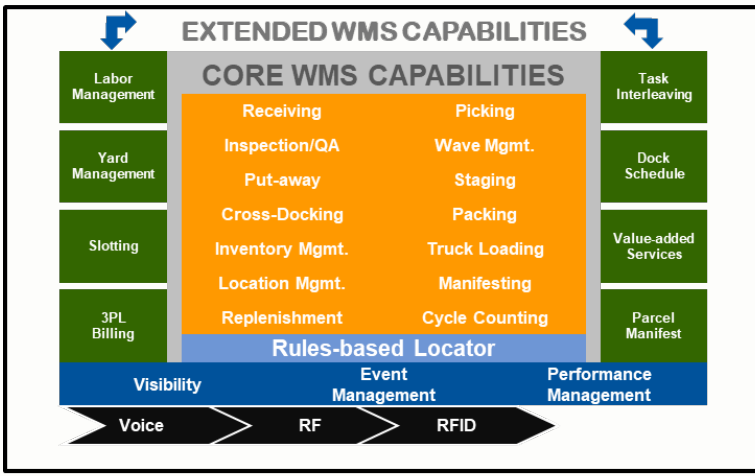 EXTENDED WMS CAPABILITIES
CORE WMS CAPABILITIES
Labor
Management
Yard
Management
Slotting
3PL
Billing
Receiving
Inspection/QA
Put-away
Cross-Docking
Inventory Mgmt.
Location Mgmt.
Replenishment
Picking
Wave Mgmt.
Staging
Packing
Truck Loading
Manifesting
Cycle Counting
Task
Interleaving
Dock
Schedule
Value-added
Services
Parcel
Manifest
Rules-based Locator
Visibility
Event
Management
Performance
Management
Voice
RF
RFID